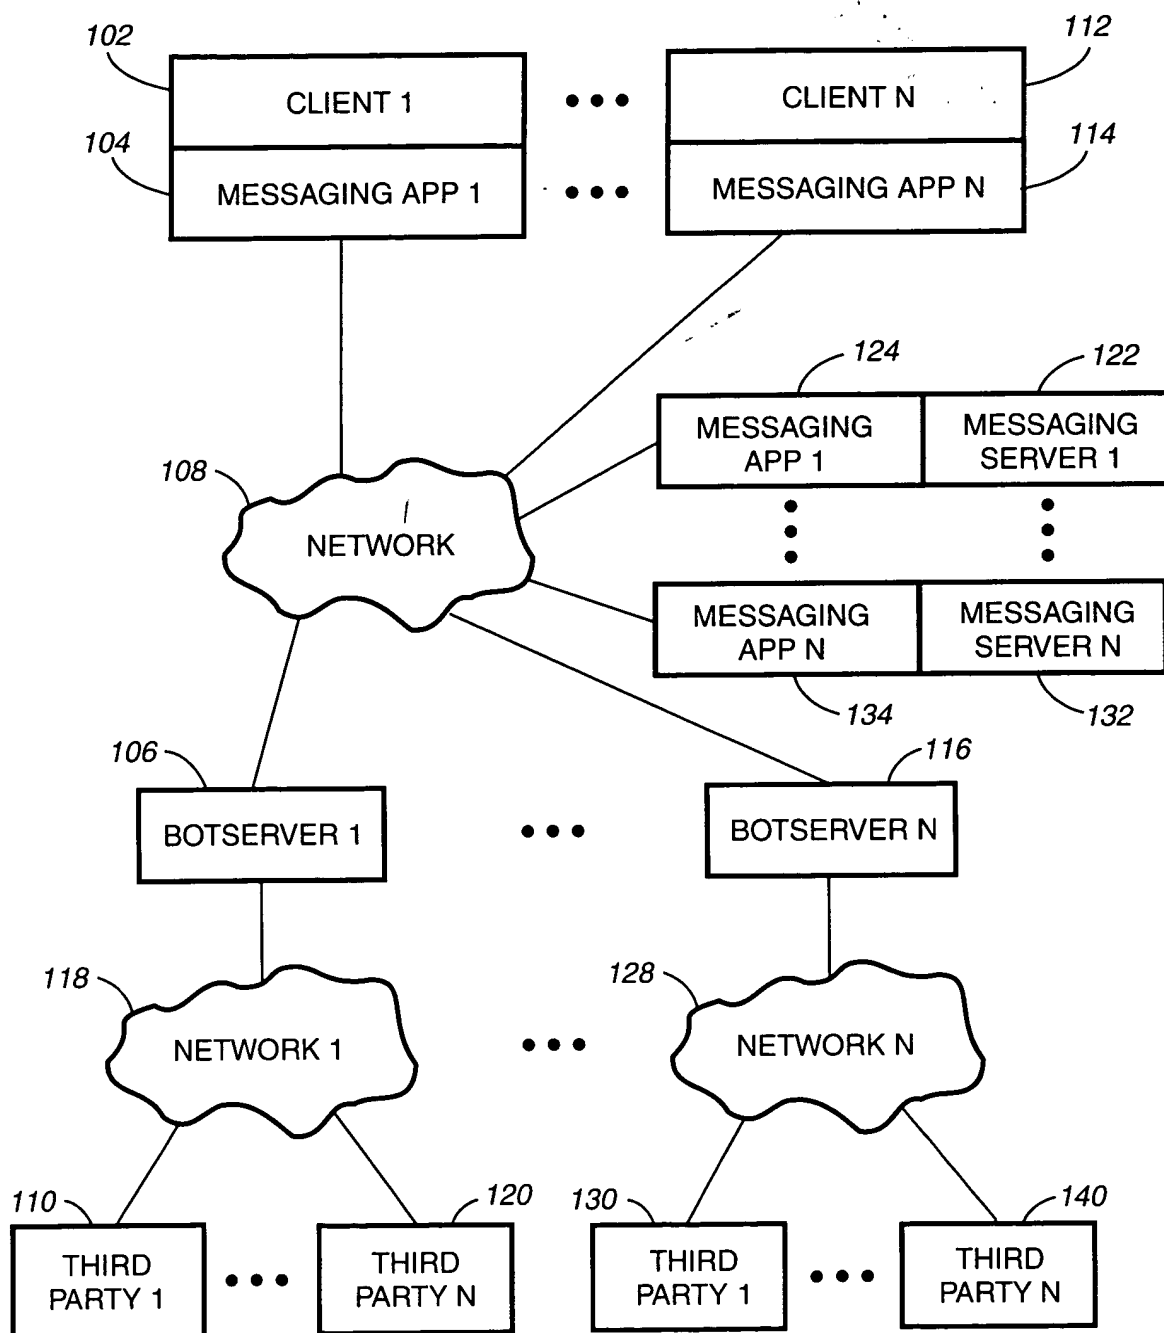 102
112
CLIENT 1
CLIENT N
104
114
MESSAGING APP 1
MESSAGING APP N
124
122
MESSAGING
APP 1
MESSAGING
SERVER 1
108
NETWORK
MESSAGING
APP N
MESSAGING
SERVER N
134
132
106
116
BOTSERVER 1
BOTSERVER N
118
128
NETWORK 1
NETWORK N
110
120
130
140
THIRD
PARTY 1
THIRD
PARTY N
THIRD
PARTY 1
THIRD
PARTY N